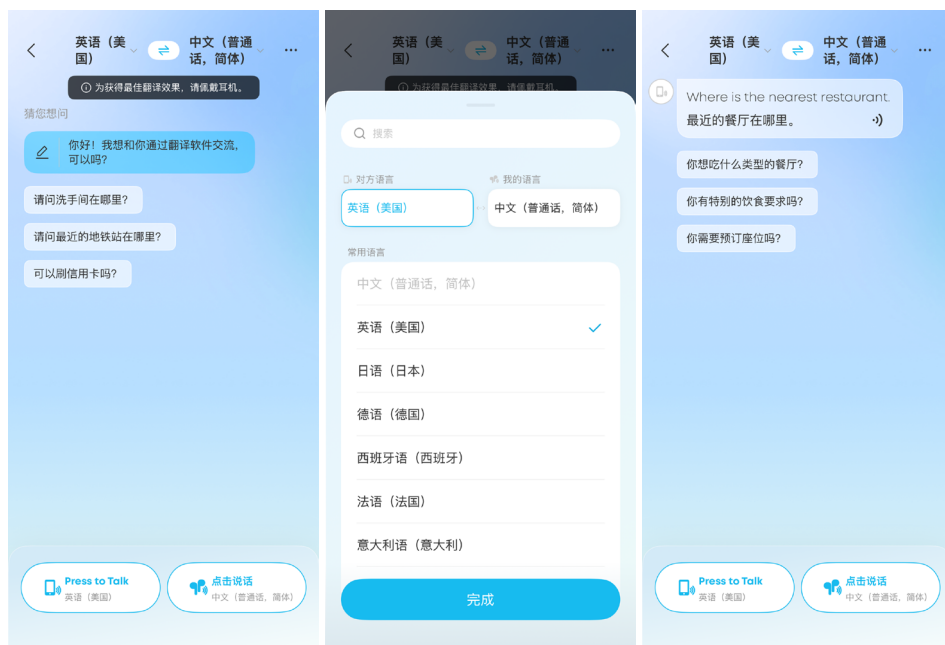 英语（美国）
中文（普通话，简体）
为获得最佳翻译效果，请佩戴耳机。
猜您想问
你好！我想和你通过翻译软件交流，
可以吗？
请问洗手间在哪里？
请问最近的地铁站在哪里？
可以刷信用卡吗？
Press to Talk
英语（美国）
点击说话
中文（普通话，简体）
英语（美国）
中文（普通话，简体）
为获得最佳翻译效果，请佩戴耳机。
搜索
对方语言
我的语言
英语（美国）
中文（普通话，简体）
常用语言
中文（普通话，简体）
英语（美国）
日语（日本）
德语（德国）
西班牙语（西班牙）
法语（法国）
意大利语（意大利）
完成
英语（美国）
中文（普通话，简体）
Where is the nearest restaurant.
最近的餐厅在哪里。
你想吃什么类型的餐厅？
你有特别的饮食要求吗？
你需要预订座位吗？
Press to Talk
英语（美国）
点击说话
中文（普通话，简体）